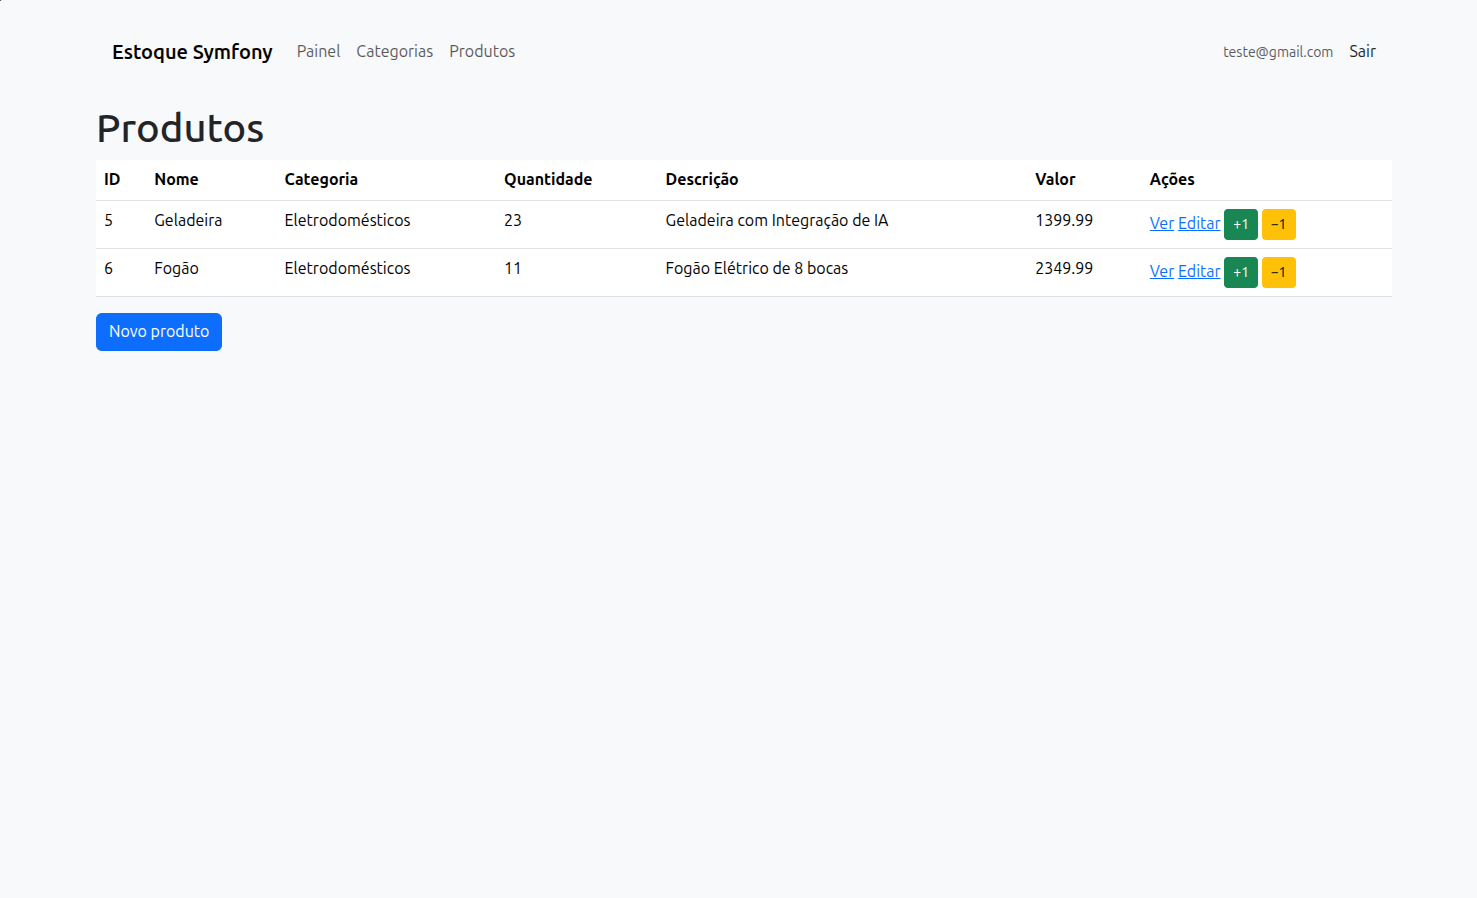 Estoque Symfony Painel Categorias Produtos teste@gmail.com Sair
Produtos
ID Nome Categoria Quantidade Descrição Valor Ações
5 Geladeira Eletrodomésticos 23 Geladeira com Integração de IA 1399.99 Ver Editar +1 −1
6 Fogão Eletrodomésticos 11 Fogão Elétrico de 8 bocas 2349.99 Ver Editar +1 −1
Novo produto